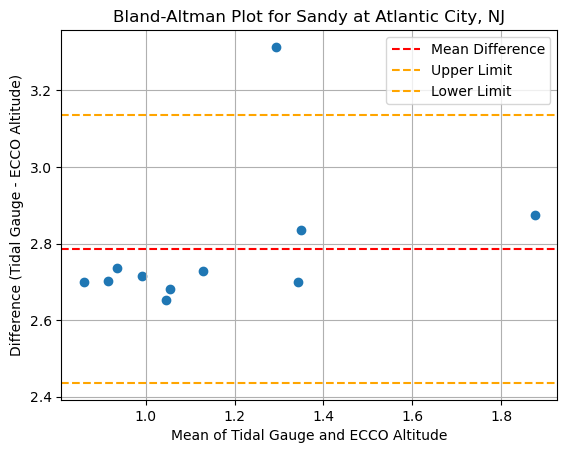 Bland-Altman Plot for Sandy at Atlantic City, NJ
Mean Difference
Upper Limit
Lower Limit
Difference (Tidal Gauge - ECCO Altitude)
3.2
3.0
2.8
2.6
2.4
1.0 1.2 1.4 1.6 1.8
Mean of Tidal Gauge and ECCO Altitude